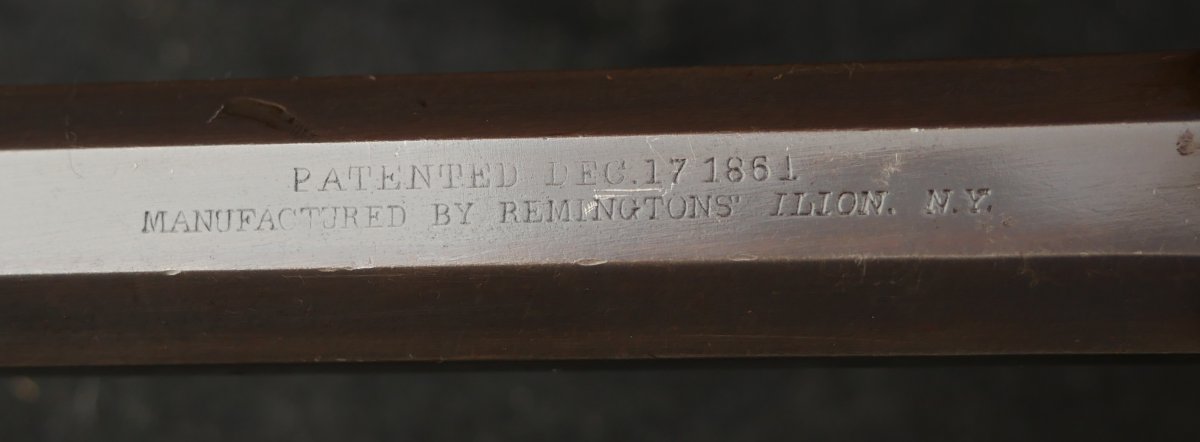 PATENTED DEC. 17 1861
MANUFACTURED BY REMINGTONS' ILION. N.Y.